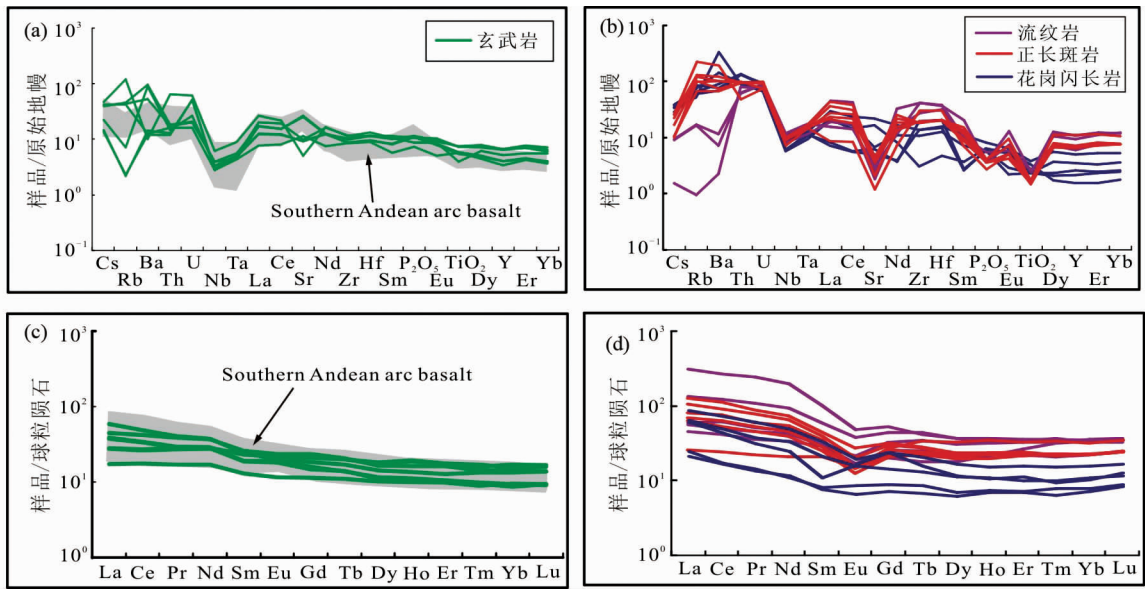 (a)
玄武岩
样品/原始地幔
10³
10²
10¹
10⁰
10⁻¹
Southern Andean arc basalt
Cs Ba U Ta Ce Nd Hf P₂O₅ TiO₂ Y Yb
Rb Th Nb La Sr Zr Sm Eu Dy Er
(b)
流纹岩
正长斑岩
花岗闪长岩
样品/原始地幔
10³
10²
10¹
10⁰
10⁻¹
Cs Ba U Ta Ce Nd Hf P₂O₅ TiO₂ Y Yb
Rb Th Nb La Sr Zr Sm Eu Dy Er
(c)
样品/球粒陨石
10³
10²
10¹
10⁰
Southern Andean arc basalt
La Ce Pr Nd Sm Eu Gd Tb Dy Ho Er Tm Yb Lu
(d)
样品/球粒陨石
10³
10²
10¹
10⁰
La Ce Pr Nd Sm Eu Gd Tb Dy Ho Er Tm Yb Lu